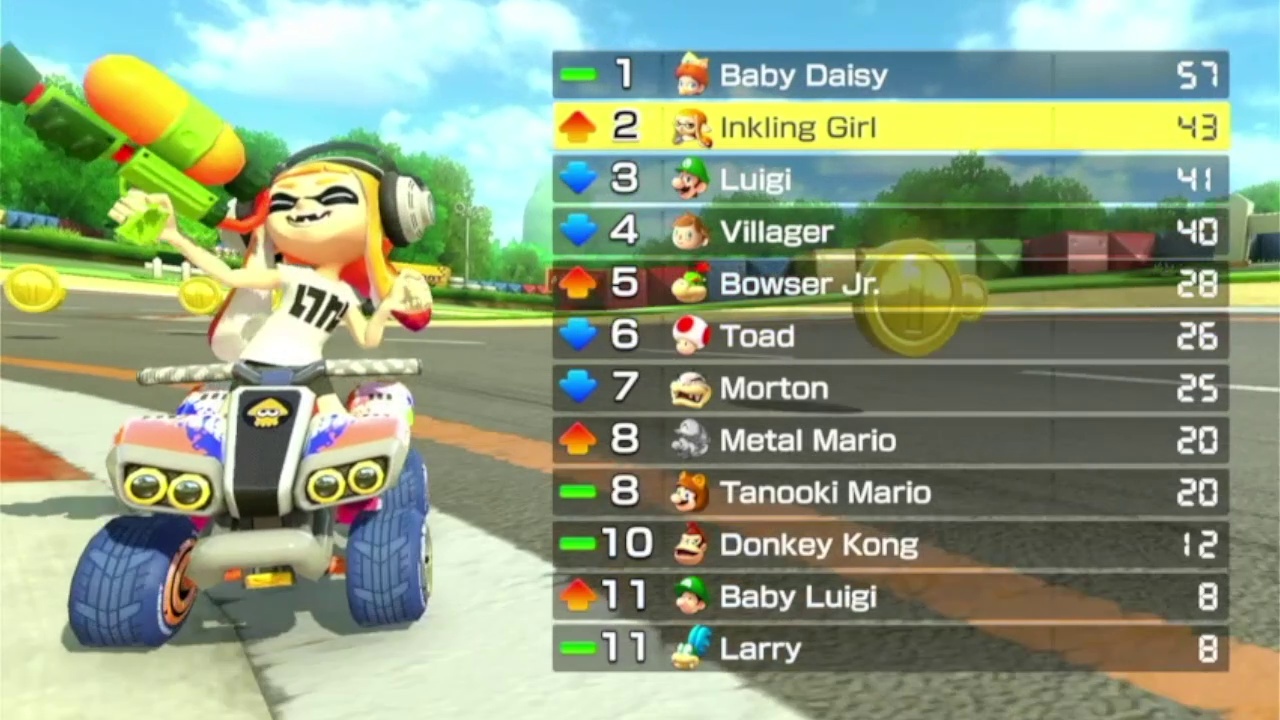 1 Baby Daisy 57
2 Inkling Girl 43
3 Luigi 41
4 Villager 40
5 Bowser Jr. 28
6 Toad 26
7 Morton 25
8 Metal Mario 20
8 Tanooki Mario 20
10 Donkey Kong 12
11 Baby Luigi 8
11 Larry 8